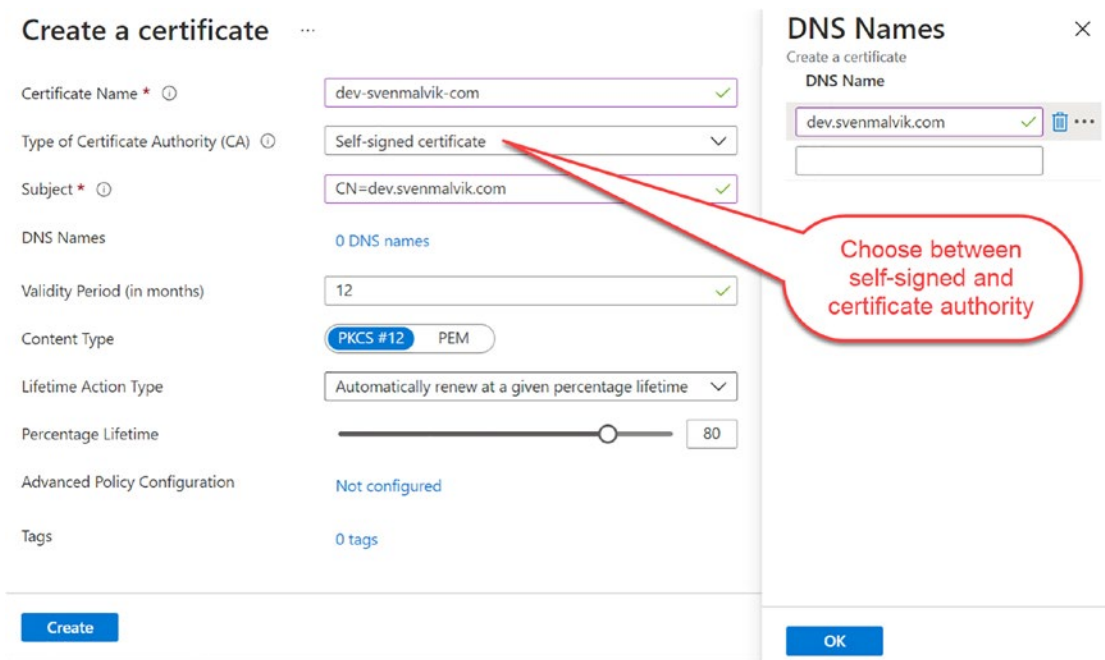 Create a certificate ...
Certificate Name *
dev-svenmalvik-com
Type of Certificate Authority (CA)
Self-signed certificate
Subject *
CN=dev.svenmalvik.com
DNS Names
0 DNS names
Validity Period (in months)
12
Content Type
PKCS #12
PEM
Lifetime Action Type
Automatically renew at a given percentage lifetime
Percentage Lifetime
80
Advanced Policy Configuration
Not configured
Tags
0 tags
Create
DNS Names
Create a certificate
DNS Name
dev.svenmalvik.com
Choose between
self-signed and
certificate authority
OK